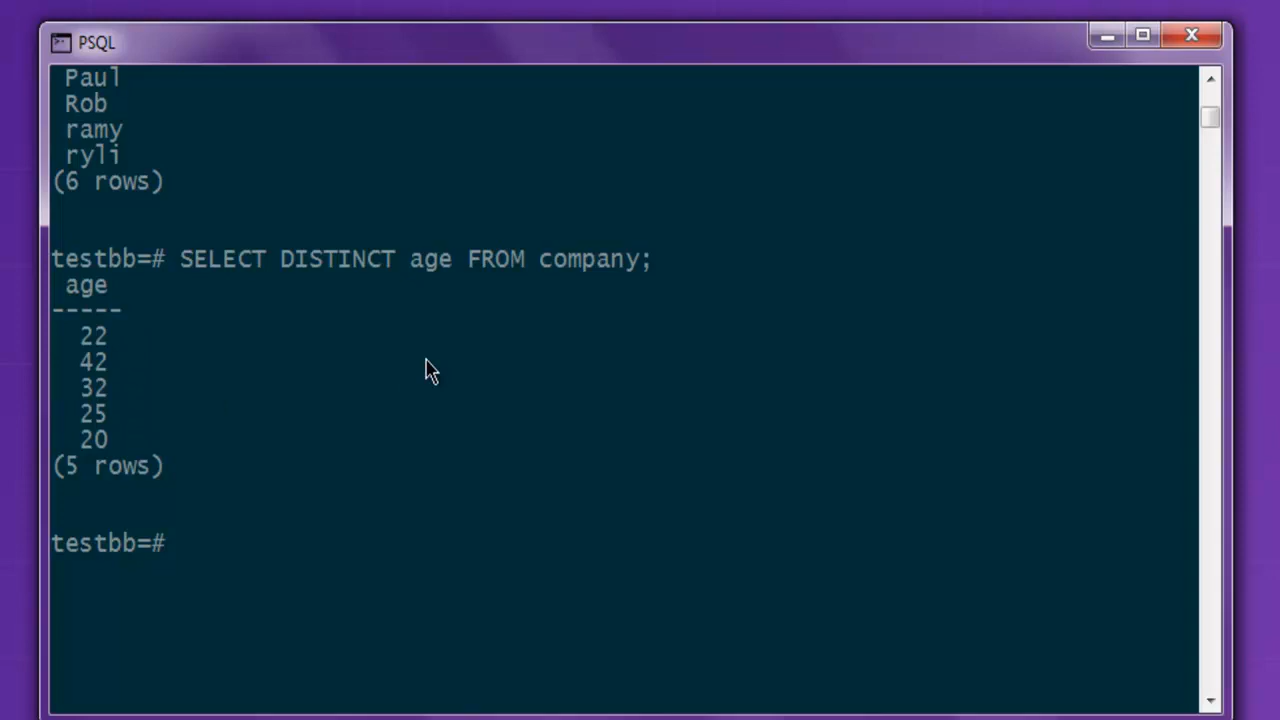 PSQL
Paul
Rob
ramy
ryli
(6 rows)
testbb=# SELECT DISTINCT age FROM company;
age
-----
22
42
32
25
20
(5 rows)
testbb=#